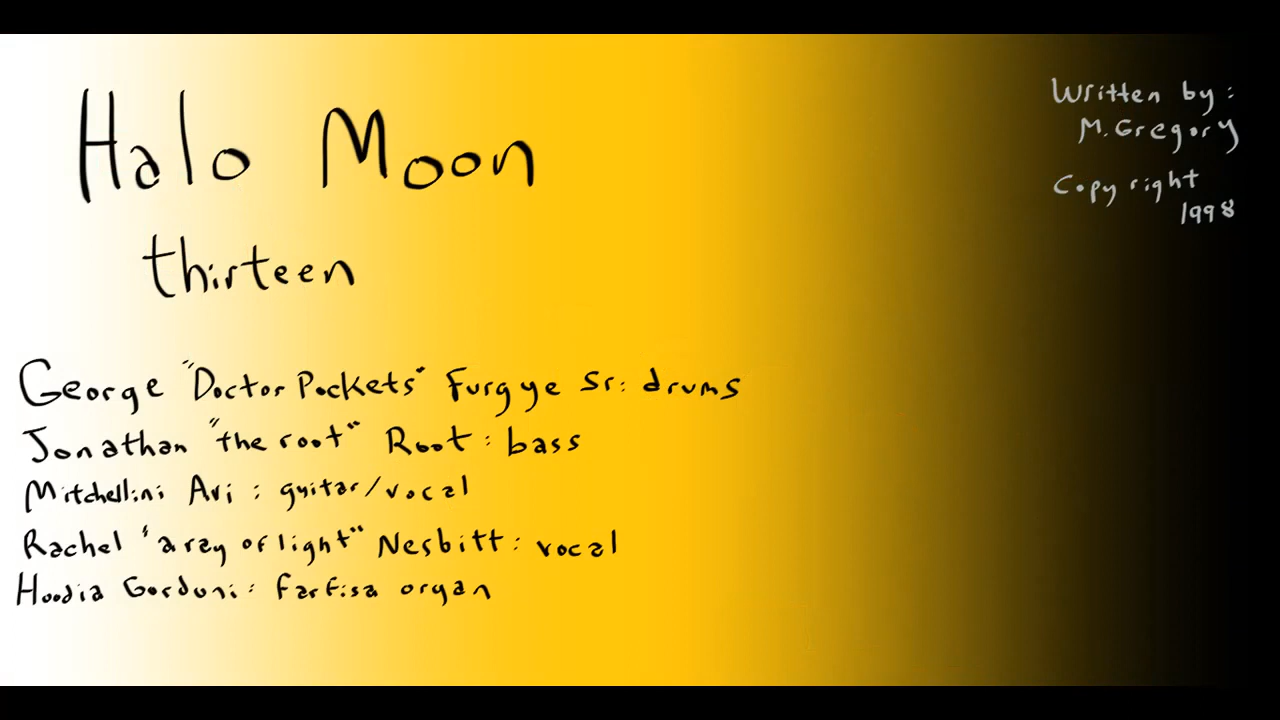 Halo Moon
thirteen
Written by:
M. Gregory
Copyright
1998
George "Doctor Pockets" Furgye Sr: drums
Jonathan "the root" Root: bass
Mitchellini Avi: guitar/vocal
Rachel "a ray of light" Nesbitt: vocal
Hoodia Gordoni: farfisa organ